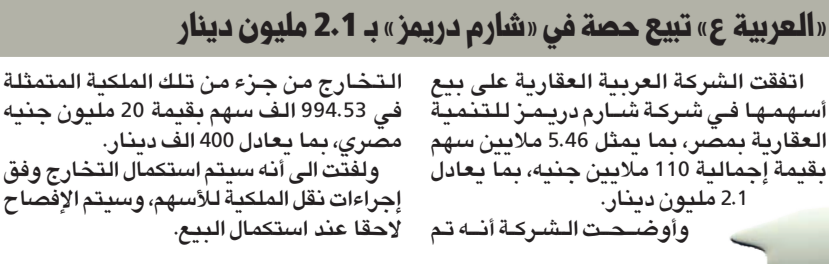 «العربية ع» تبيع حصة في «شارم دريمز» بـ 2.1 مليون دينار
اتفقت الشركة العربية العقارية على بيع
أسهمها في شركة شارم دريمز للتنمية
العقارية بمصر، بما يمثل 5.46 ملايين سهم
بقيمة إجمالية 110 ملايين جنيه، بما يعادل
2.1 مليون دينار.
وأوضحت الشركة أنه تم
التخارج من جزء من تلك الملكية المتمثلة
في 994.53 الف سهم بقيمة 20 مليون جنيه
مصري، بما يعادل 400 الف دينار.
ولفتت الى أنه سيتم استكمال التخارج وفق
إجراءات نقل الملكية للأسهم، وسيتم الإفصاح
لاحقا عند استكمال البيع.